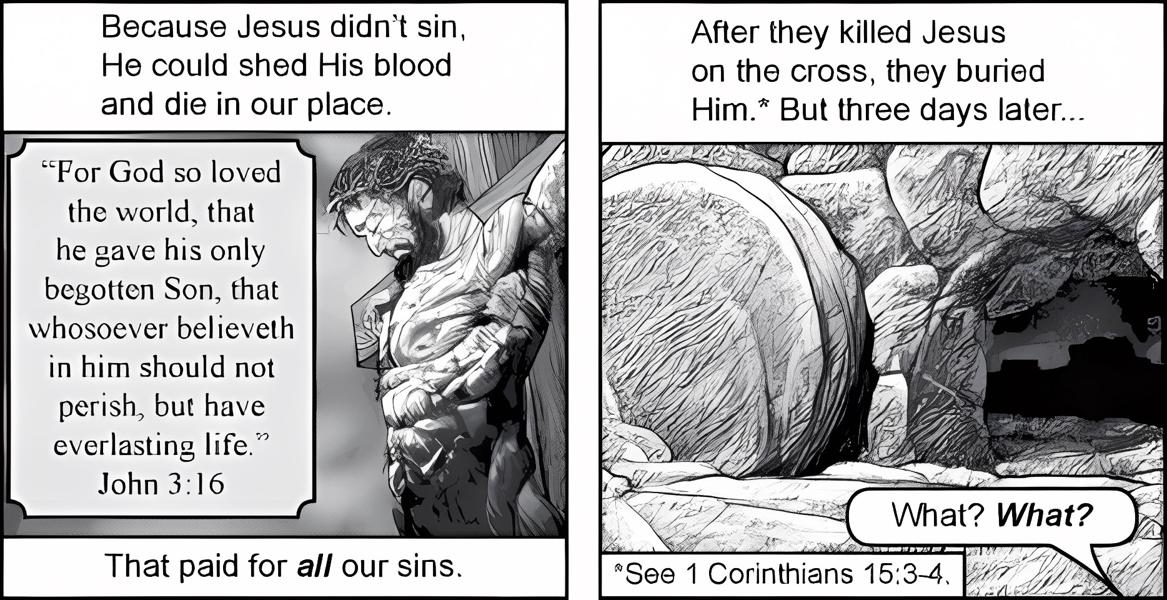 Because Jesus didn't sin,
He could shed His blood
and die in our place.
“For God so loved
the world, that
he gave his only
begotten Son, that
whosoever believeth
in him should not
perish, but have
everlasting life.”
John 3:16
That paid for all our sins.
After they killed Jesus
on the cross, they buried
Him.* But three days later...
What? What?
*See 1 Corinthians 15:3-4.